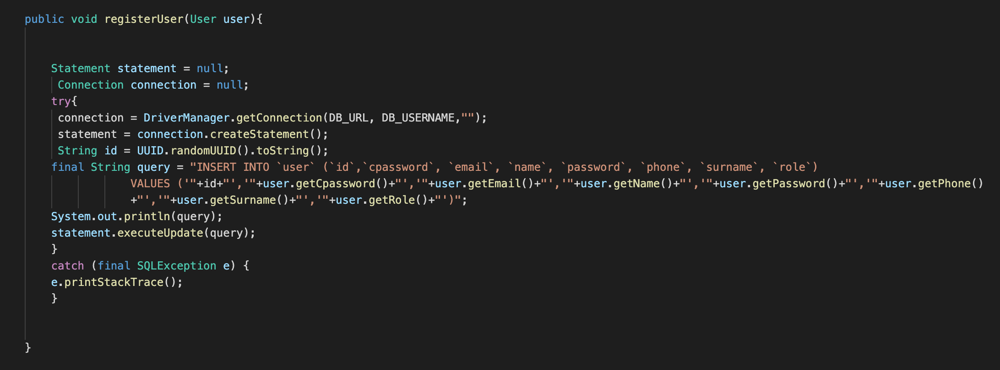 public void registerUser(User user){
Statement statement = null;
Connection connection = null;
try{
connection = DriverManager.getConnection(DB_URL, DB_USERNAME,"");
statement = connection.createStatement();
String id = UUID.randomUUID().toString();
final String query = "INSERT INTO `user` (`id`,`cpassword`, `email`, `name`, `password`, `phone`, `surname`, `role`)
VALUES ('"+id+"','"+user.getCpassword()+"','"+user.getEmail()+"','"+user.getName()+"','"+user.getPassword()+"','"+user.getPhone()
+"','"+user.getSurname()+"','"+user.getRole()+"')";
System.out.println(query);
statement.executeUpdate(query);
}
catch (final SQLException e) {
e.printStackTrace();
}
}